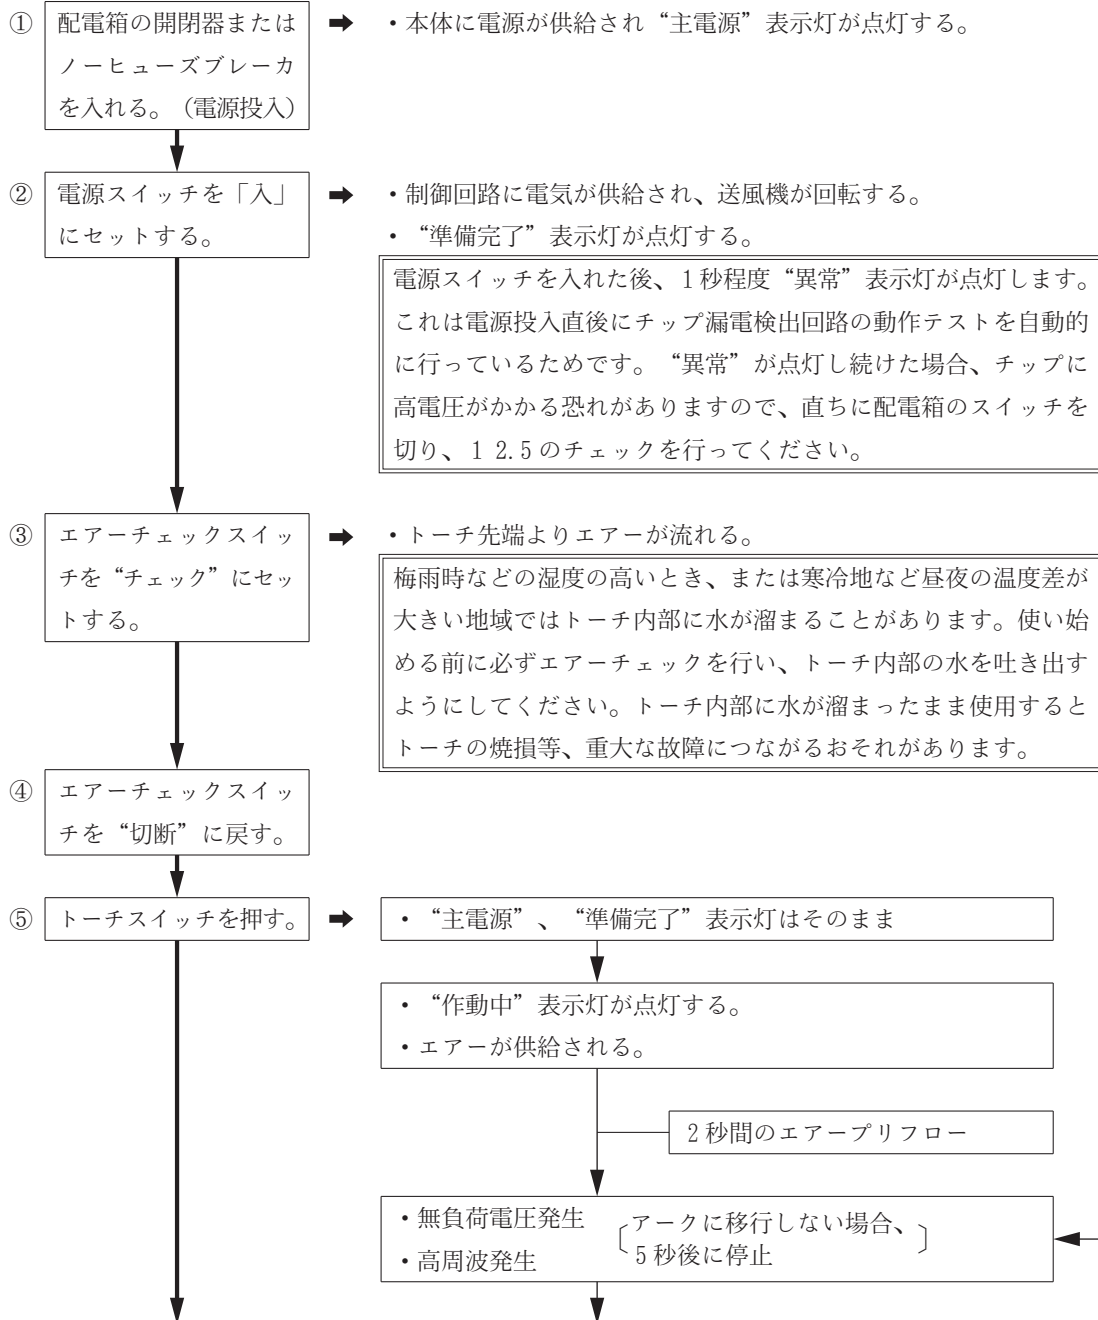 ① 配電箱の開閉器または
ノーヒューズブレーカ
を入れる。（電源投入）
➡ ・本体に電源が供給され“主電源”表示灯が点灯する。
② 電源スイッチを「入」
にセットする。
➡ ・制御回路に電気が供給され、送風機が回転する。
・“準備完了”表示灯が点灯する。
電源スイッチを入れた後、1秒程度“異常”表示灯が点灯します。
これは電源投入直後にチップ漏電検出回路の動作テストを自動的
に行っているためです。“異常”が点灯し続けた場合、チップに
高電圧がかかる恐れがありますので、直ちに配電箱のスイッチを
切り、１2.5のチェックを行ってください。
③ エアーチェックスイッ
チを“チェック”にセッ
トする。
➡ ・トーチ先端よりエアーが流れる。
梅雨時などの湿度の高いとき、または寒冷地など昼夜の温度差が
大きい地域ではトーチ内部に水が溜まることがあります。使い始
める前に必ずエアーチェックを行い、トーチ内部の水を吐き出す
ようにしてください。トーチ内部に水が溜まったまま使用すると
トーチの焼損等、重大な故障につながるおそれがあります。
④ エアーチェックスイッ
チを“切断”に戻す。
⑤ トーチスイッチを押す。
➡ ・“主電源”、“準備完了”表示灯はそのまま
・“作動中”表示灯が点灯する。
・エアーが供給される。
2秒間のエアープリフロー
・無負荷電圧発生
・高周波発生
〔アークに移行しない場合、
5秒後に停止〕